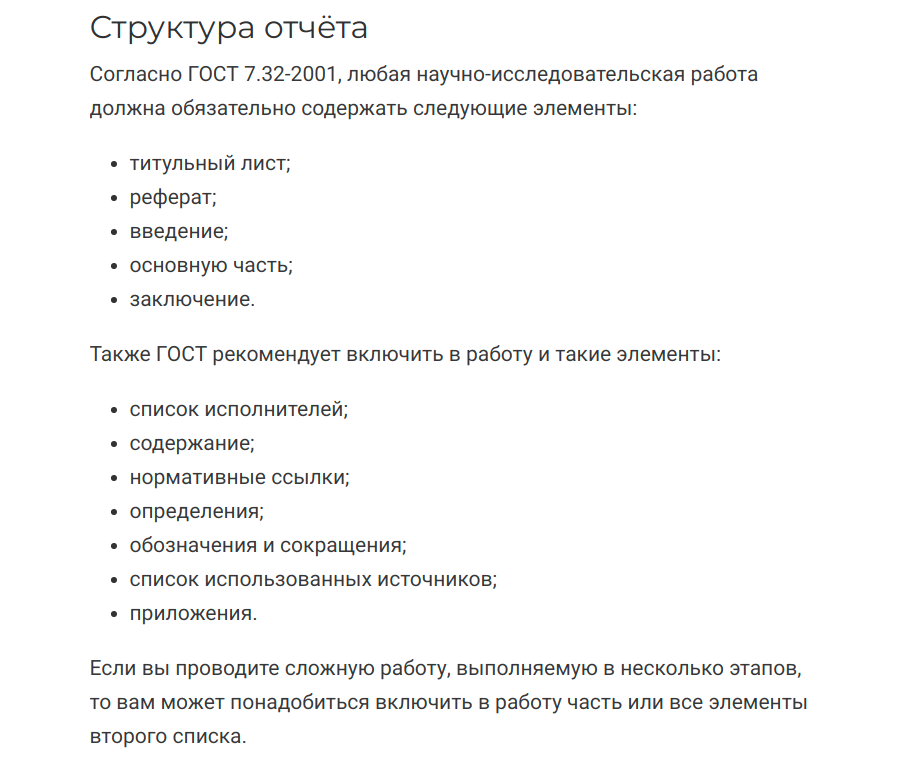 Структура отчёта
Согласно ГОСТ 7.32-2001, любая научно-исследовательская работа
должна обязательно содержать следующие элементы:
• титульный лист;
• реферат;
• введение;
• основную часть;
• заключение.
Также ГОСТ рекомендует включить в работу и такие элементы:
• список исполнителей;
• содержание;
• нормативные ссылки;
• определения;
• обозначения и сокращения;
• список использованных источников;
• приложения.
Если вы проводите сложную работу, выполняемую в несколько этапов,
то вам может понадобиться включить в работу часть или все элементы
второго списка.